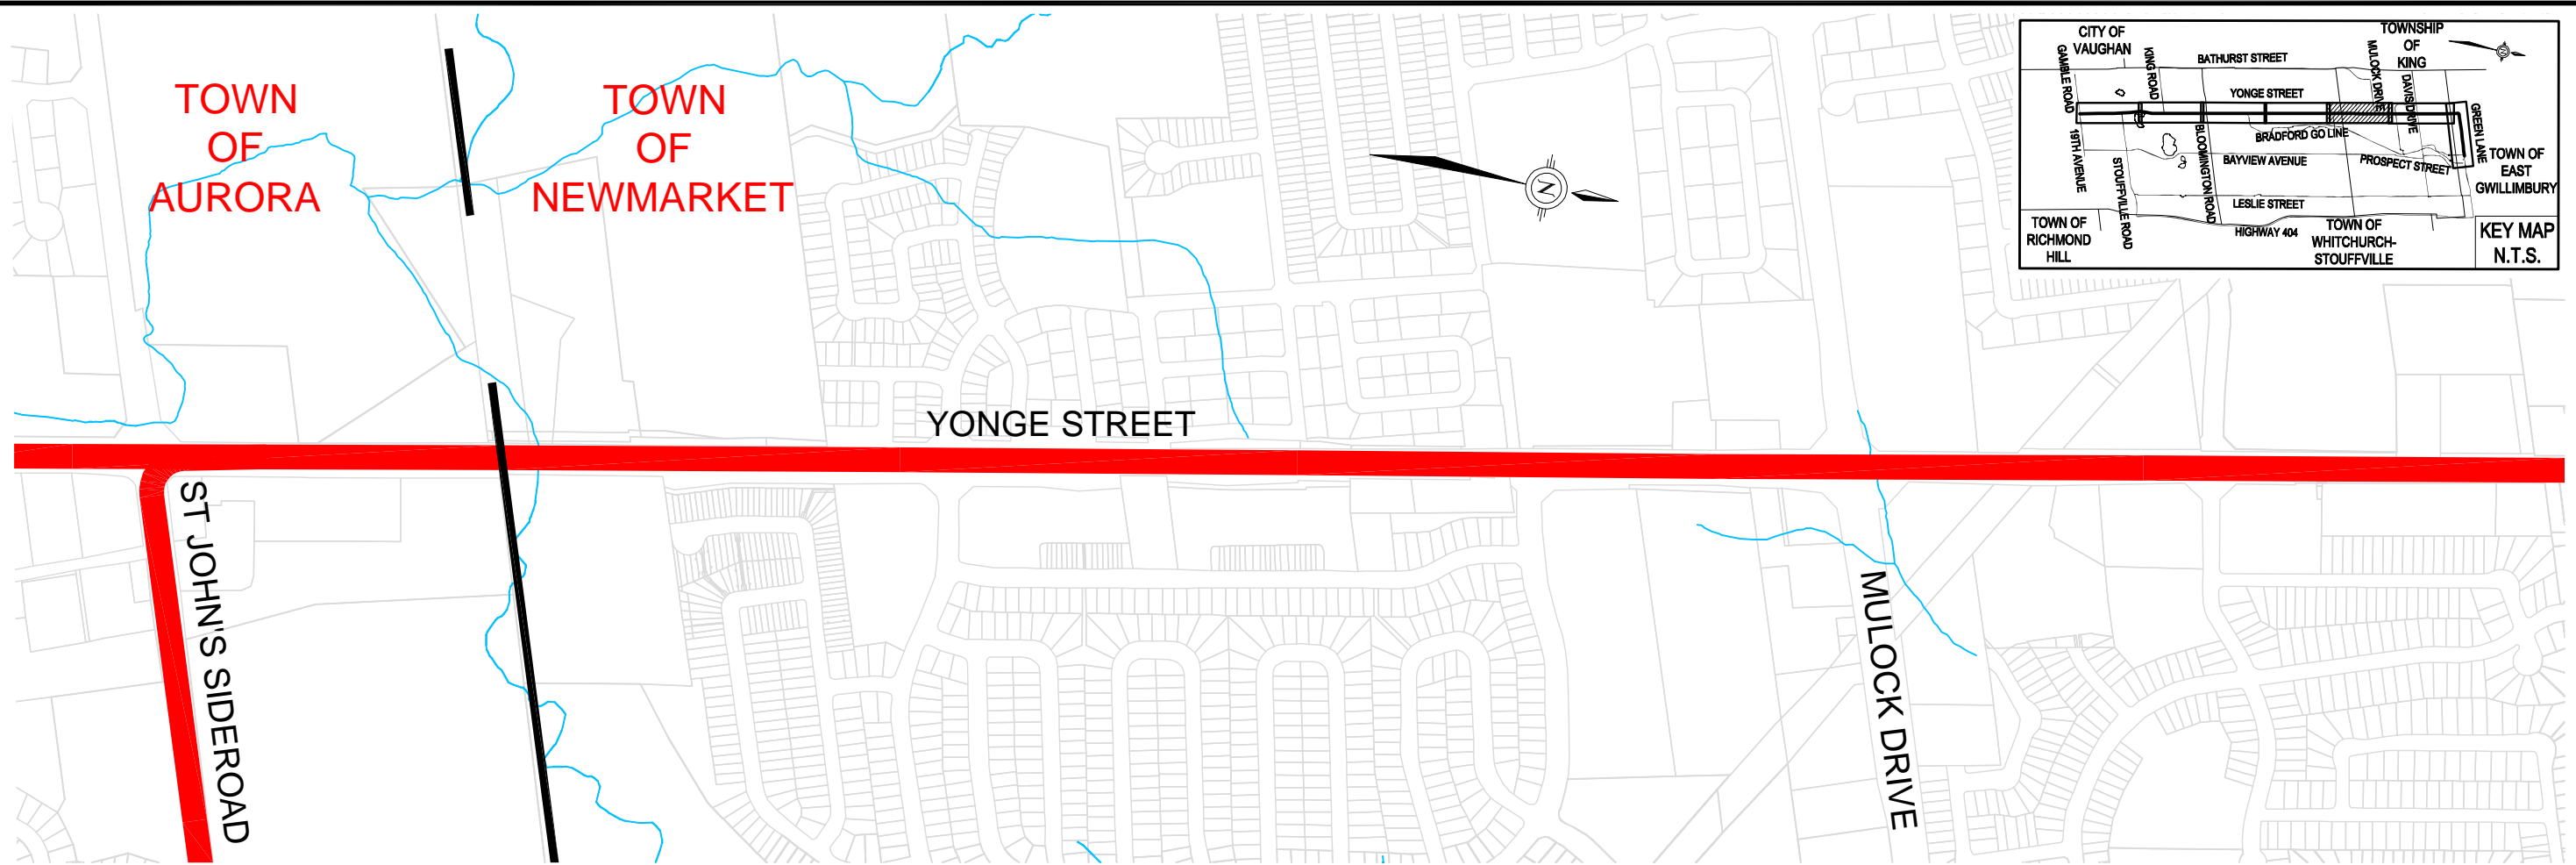 TOWN
OF
AURORA
TOWN
OF
NEWMARKET
YONGE STREET
ST JOHN'S SIDEROAD
MULOCK DRIVE
N
CITY OF
VAUGHAN
TOWNSHIP
OF
KING
GAMBLE ROAD
KING ROAD
BATHURST STREET
MULOCK DRIVE
DAVIS DRIVE
YONGE STREET
GREEN LANE
BRADFORD GO LINE
19TH AVENUE
STOUFFVILLE ROAD
BLOOMINGTON ROAD
BAYVIEW AVENUE
PROSPECT STREET
TOWN OF
EAST
GWILLIMBURY
LESLIE STREET
HIGHWAY 404
TOWN OF
RICHMOND
HILL
TOWN OF
WHITCHURCH-
STOUFFVILLE
KEY MAP
N.T.S.